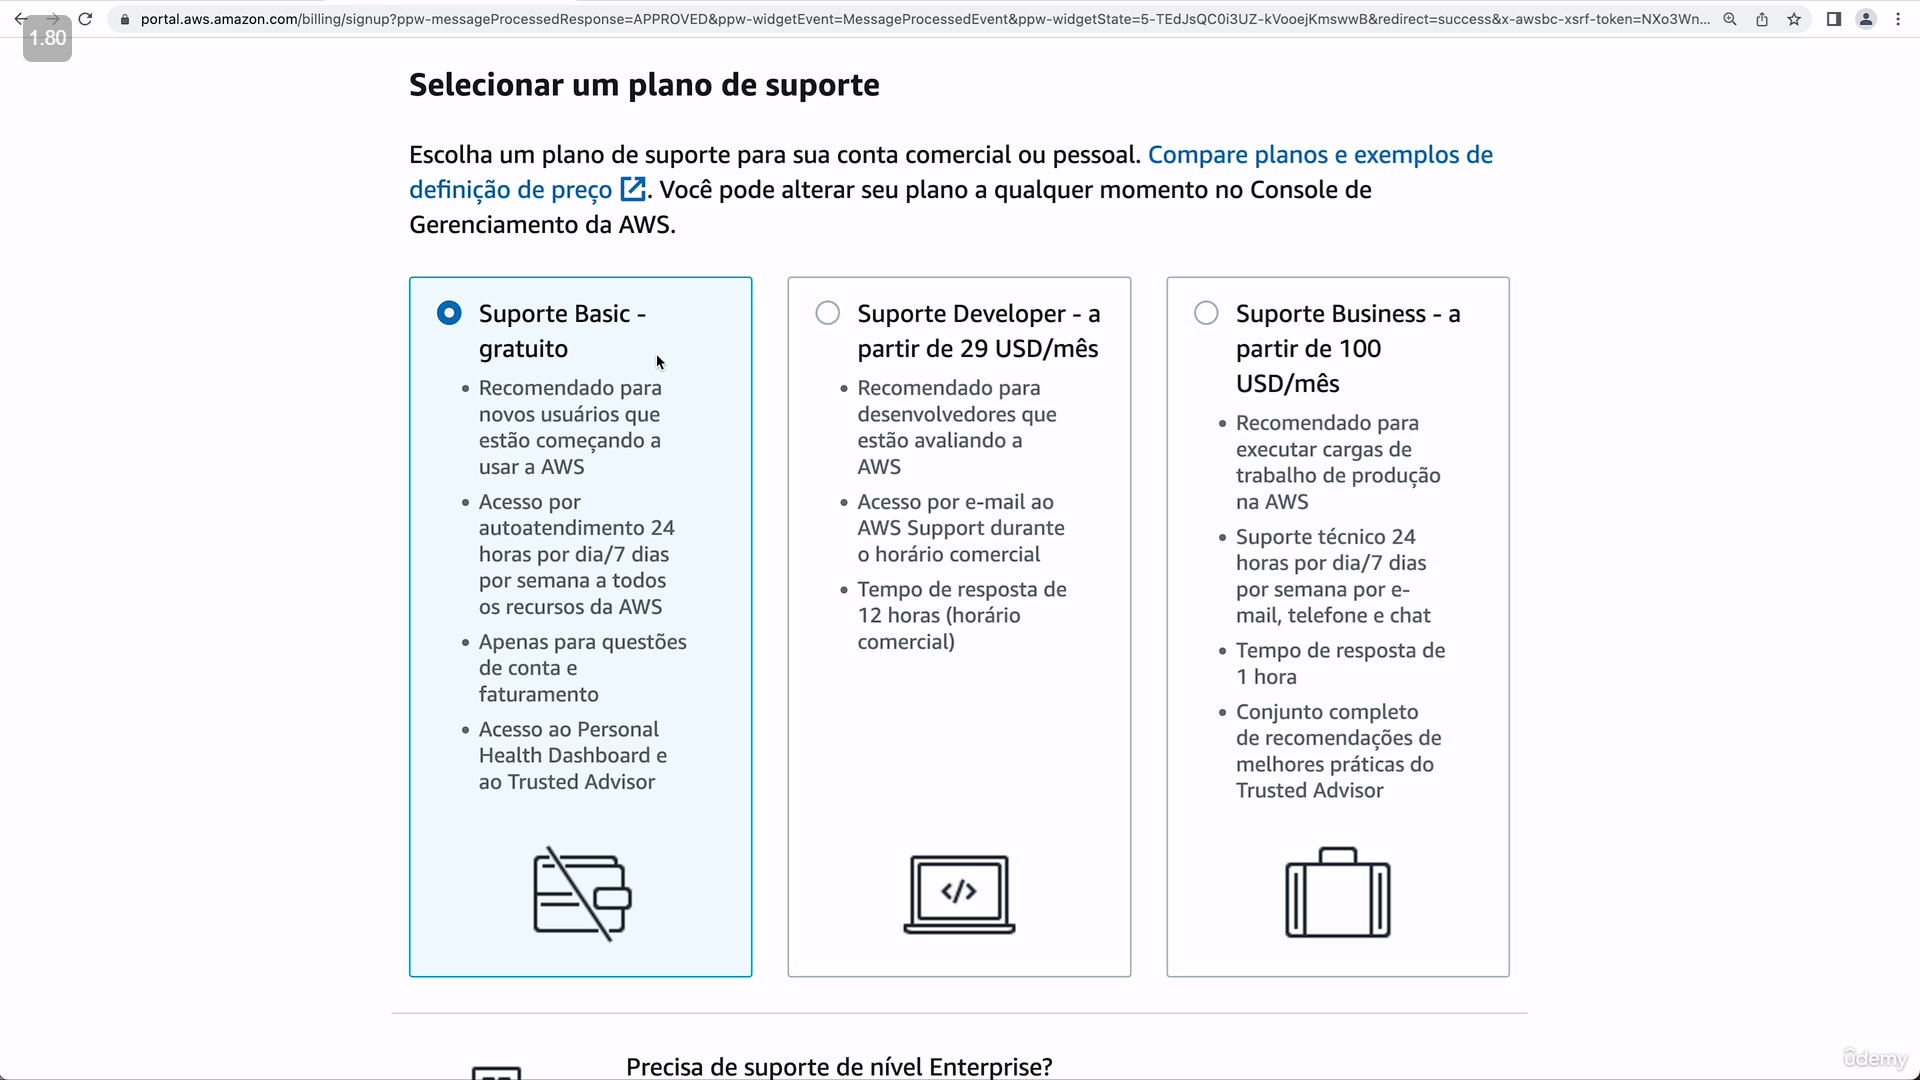 portal.aws.amazon.com/billing/signup?ppw-messageProcessedResponse=APPROVED&ppw-widgetEvent=MessageProcessedEvent&ppw-widgetState=5-TEdJsQC0i3UZ-kVooejKmswwB&redirect=success&x-awsbc-xsrf-token=NXo3Wn...
1.80
Selecionar um plano de suporte
Escolha um plano de suporte para sua conta comercial ou pessoal. Compare planos e exemplos de
definição de preço. Você pode alterar seu plano a qualquer momento no Console de
Gerenciamento da AWS.
Suporte Basic -
gratuito
• Recomendado para
novos usuários que
estão começando a
usar a AWS
• Acesso por
autoatendimento 24
horas por dia/7 dias
por semana a todos
os recursos da AWS
• Apenas para questões
de conta e
faturamento
• Acesso ao Personal
Health Dashboard e
ao Trusted Advisor
Suporte Developer - a
partir de 29 USD/mês
• Recomendado para
desenvolvedores que
estão avaliando a
AWS
• Acesso por e-mail ao
AWS Support durante
o horário comercial
• Tempo de resposta de
12 horas (horário
comercial)
</>
Suporte Business - a
partir de 100
USD/mês
• Recomendado para
executar cargas de
trabalho de produção
na AWS
• Suporte técnico 24
horas por dia/7 dias
por semana por e-
mail, telefone e chat
• Tempo de resposta de
1 hora
• Conjunto completo
de recomendações de
melhores práticas do
Trusted Advisor
Precisa de suporte de nível Enterprise?
ûdemy